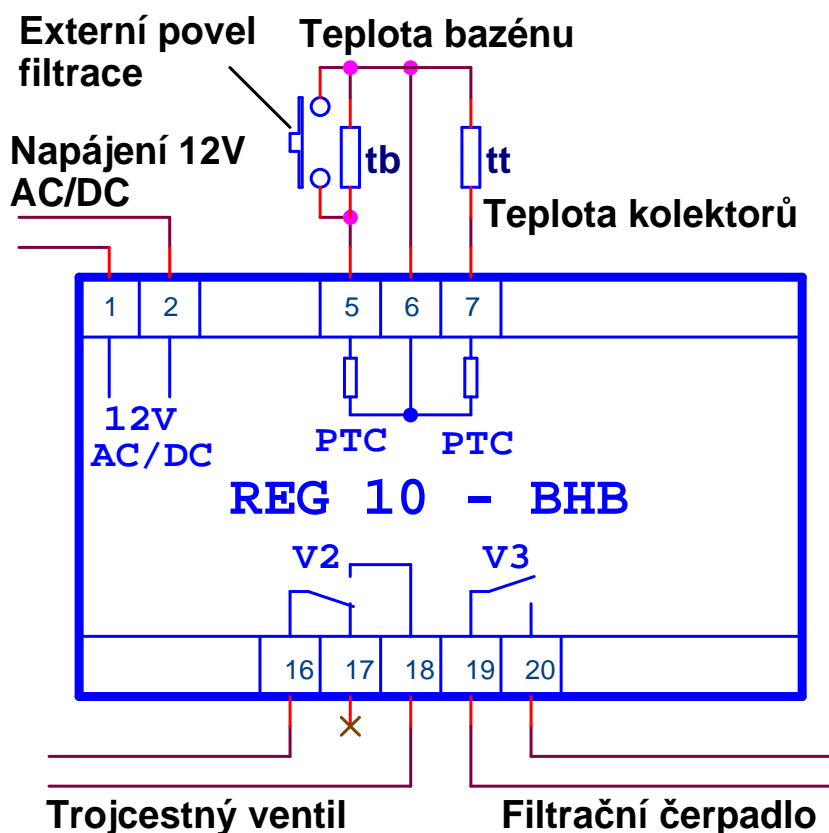 Externí povel
filtrace
Teplota bazénu
Napájení 12V
AC/DC
tb
tt
Teplota kolektorů
1
2
5
6
7
12V
AC/DC
PTC
PTC
REG 10 - BHB
V2
V3
16
17
18
19
20
Trojcestný ventil
Filtrační čerpadlo